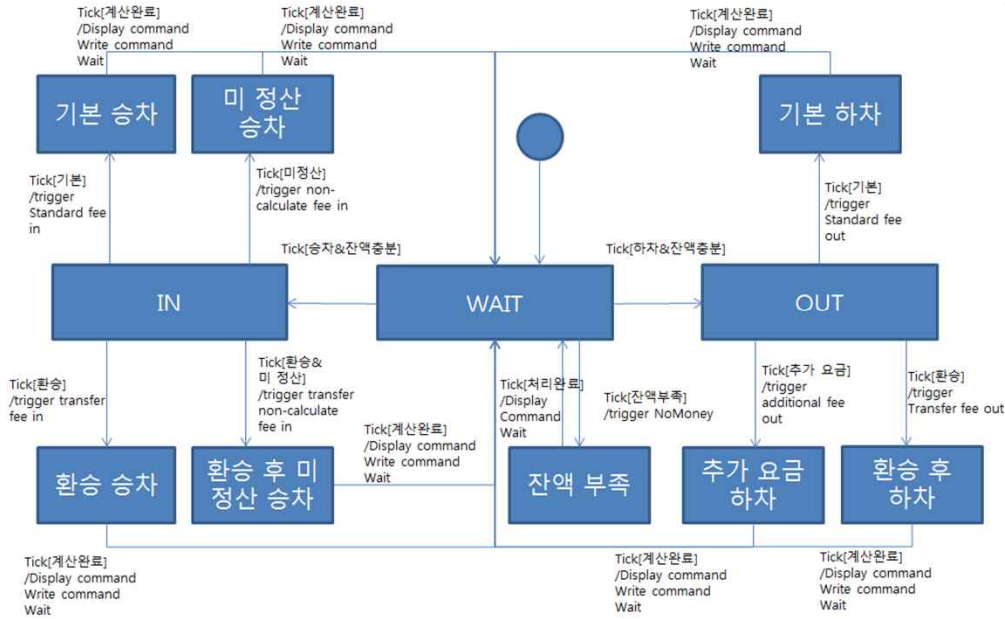 Tick[계산완료]
/Display command
Write command
Wait
Tick[계산완료]
/Display command
Write command
Wait
Tick[계산완료]
/Display command
Write command
Wait
기본 승차
미 정산
승차
기본 하차
Tick[기본]
/trigger
Standard fee
in
Tick[미정산]
/trigger non-
calculate fee in
Tick[기본]
/trigger
Standard fee
out
Tick[승차&잔액충분]
Tick[하차&잔액충분]
IN
WAIT
OUT
Tick[환승]
/trigger transfer
fee in
Tick[환승&
미 정산]
/trigger transfer
non-calculate
fee in
Tick[처리완료]
/Display
Command
Wait
Tick[잔액부족]
/trigger NoMoney
Tick[추가 요금]
/trigger
additional fee
out
Tick[환승]
/trigger
Transfer fee out
Tick[계산완료]
/Display command
Write command
Wait
환승 승차
환승 후 미
정산 승차
잔액 부족
추가 요금
하차
환승 후
하차
Tick[계산완료]
/Display command
Write command
Wait
Tick[계산완료]
/Display command
Write command
Wait
Tick[계산완료]
/Display command
Write command
Wait